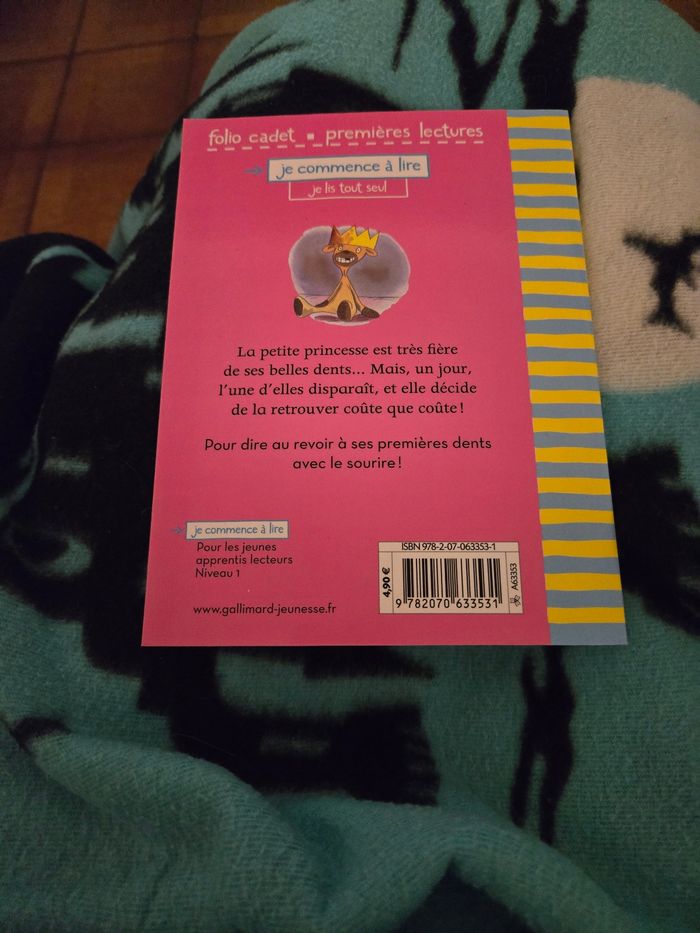 folio cadet ▪ premières lectures
→ je commence à lire
je lis tout seul
La petite princesse est très fière
de ses belles dents... Mais, un jour,
l'une d'elles disparaît, et elle décide
de la retrouver coûte que coûte !
Pour dire au revoir à ses premières dents
avec le sourire !
→ je commence à lire
Pour les jeunes
apprentis lecteurs
Niveau 1
www.gallimard-jeunesse.fr
ISBN 978-2-07-063353-1
4,90 €
9 782070 633531
A63353